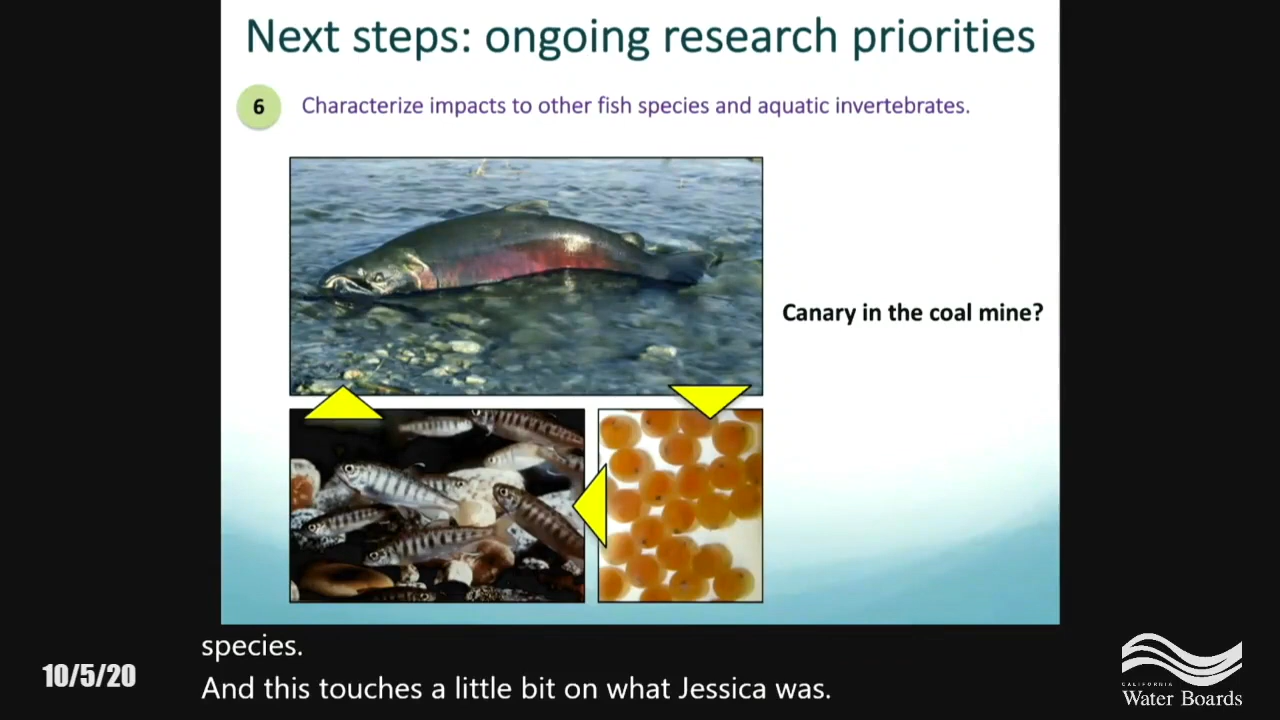 Next steps: ongoing research priorities
6 Characterize impacts to other fish species and aquatic invertebrates.
Canary in the coal mine?
species.
And this touches a little bit on what Jessica was.
10/5/20
CALIFORNIA
Water Boards